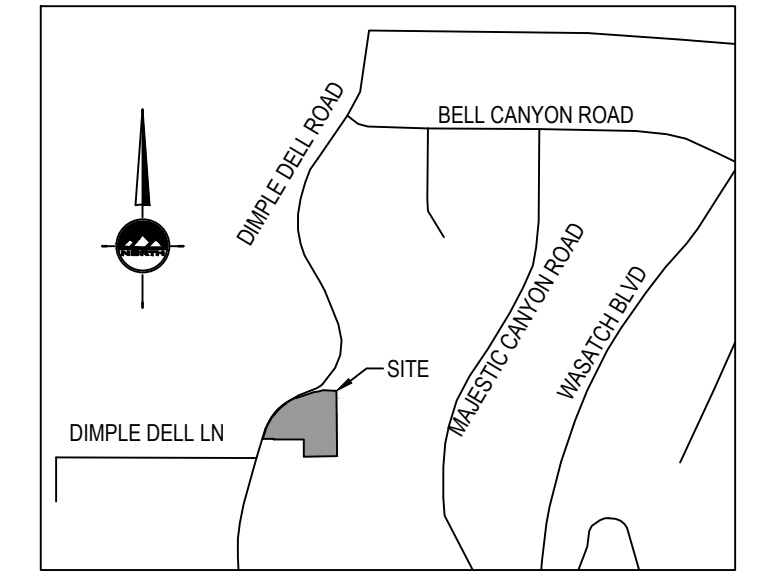 BELL CANYON ROAD
DIMPLE DELL ROAD
NORTH
MAJESTIC CANYON ROAD
WASATCH BLVD
SITE
DIMPLE DELL LN